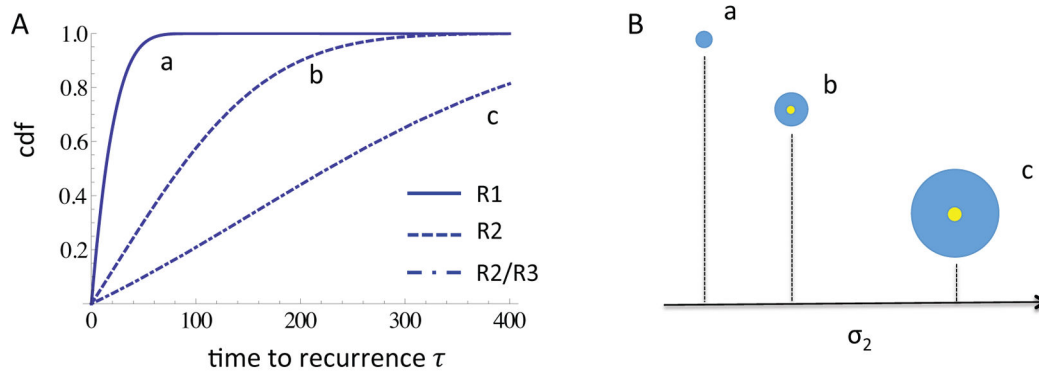 A
1.0
0.8
0.6
0.4
0.2
0
100
200
300
400
cdf
time to recurrence τ
a
b
c
R1
R2
R2/R3
B
a
b
c
σ2